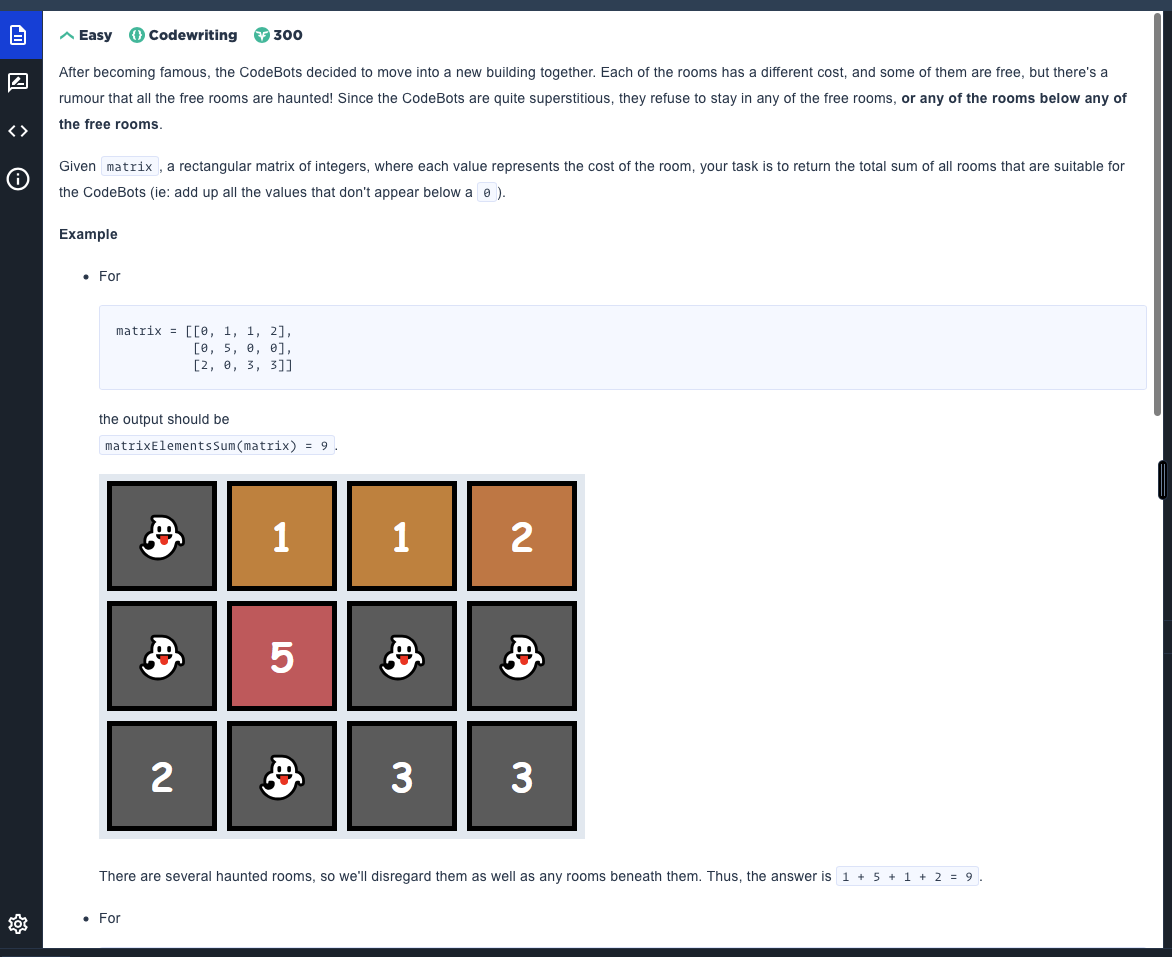 Easy Codewriting 300
After becoming famous, the CodeBots decided to move into a new building together. Each of the rooms has a different cost, and some of them are free, but there's a
rumour that all the free rooms are haunted! Since the CodeBots are quite superstitious, they refuse to stay in any of the free rooms, or any of the rooms below any of
the free rooms.
Given matrix, a rectangular matrix of integers, where each value represents the cost of the room, your task is to return the total sum of all rooms that are suitable for
the CodeBots (ie: add up all the values that don't appear below a 0).
Example
• For
matrix = [[0, 1, 1, 2],
[0, 5, 0, 0],
[2, 0, 3, 3]]
the output should be
matrixElementsSum(matrix) = 9.
1 1 2
5
2 3 3
There are several haunted rooms, so we'll disregard them as well as any rooms beneath them. Thus, the answer is 1 + 5 + 1 + 2 = 9.
• For